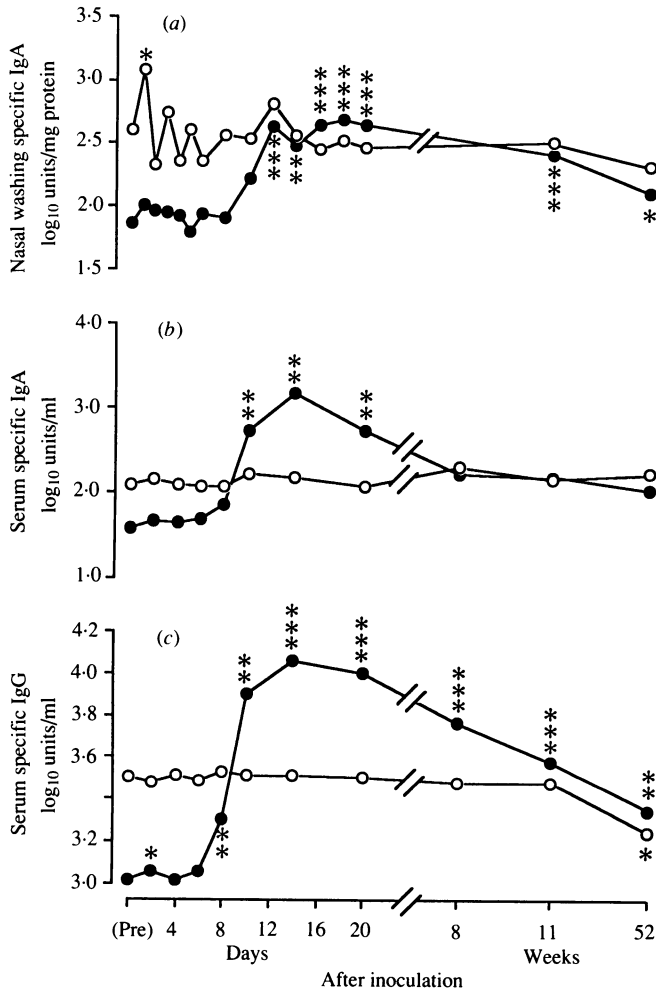 (a)
Nasal washing specific IgA
log10 units/mg protein
3·5
3·0
2·5
2·0
1·5
*
***
**
***
***
***
***
*
(b)
Serum specific IgA
log10 units/ml
4·0
3·0
2·0
1·0
**
**
**
(c)
Serum specific IgG
log10 units/ml
4·2
4·0
3·8
3·6
3·2
3·0
*
**
**
***
***
***
***
**
*
(Pre) 4 8 12 16 20 8 11 52
Days Weeks
After inoculation